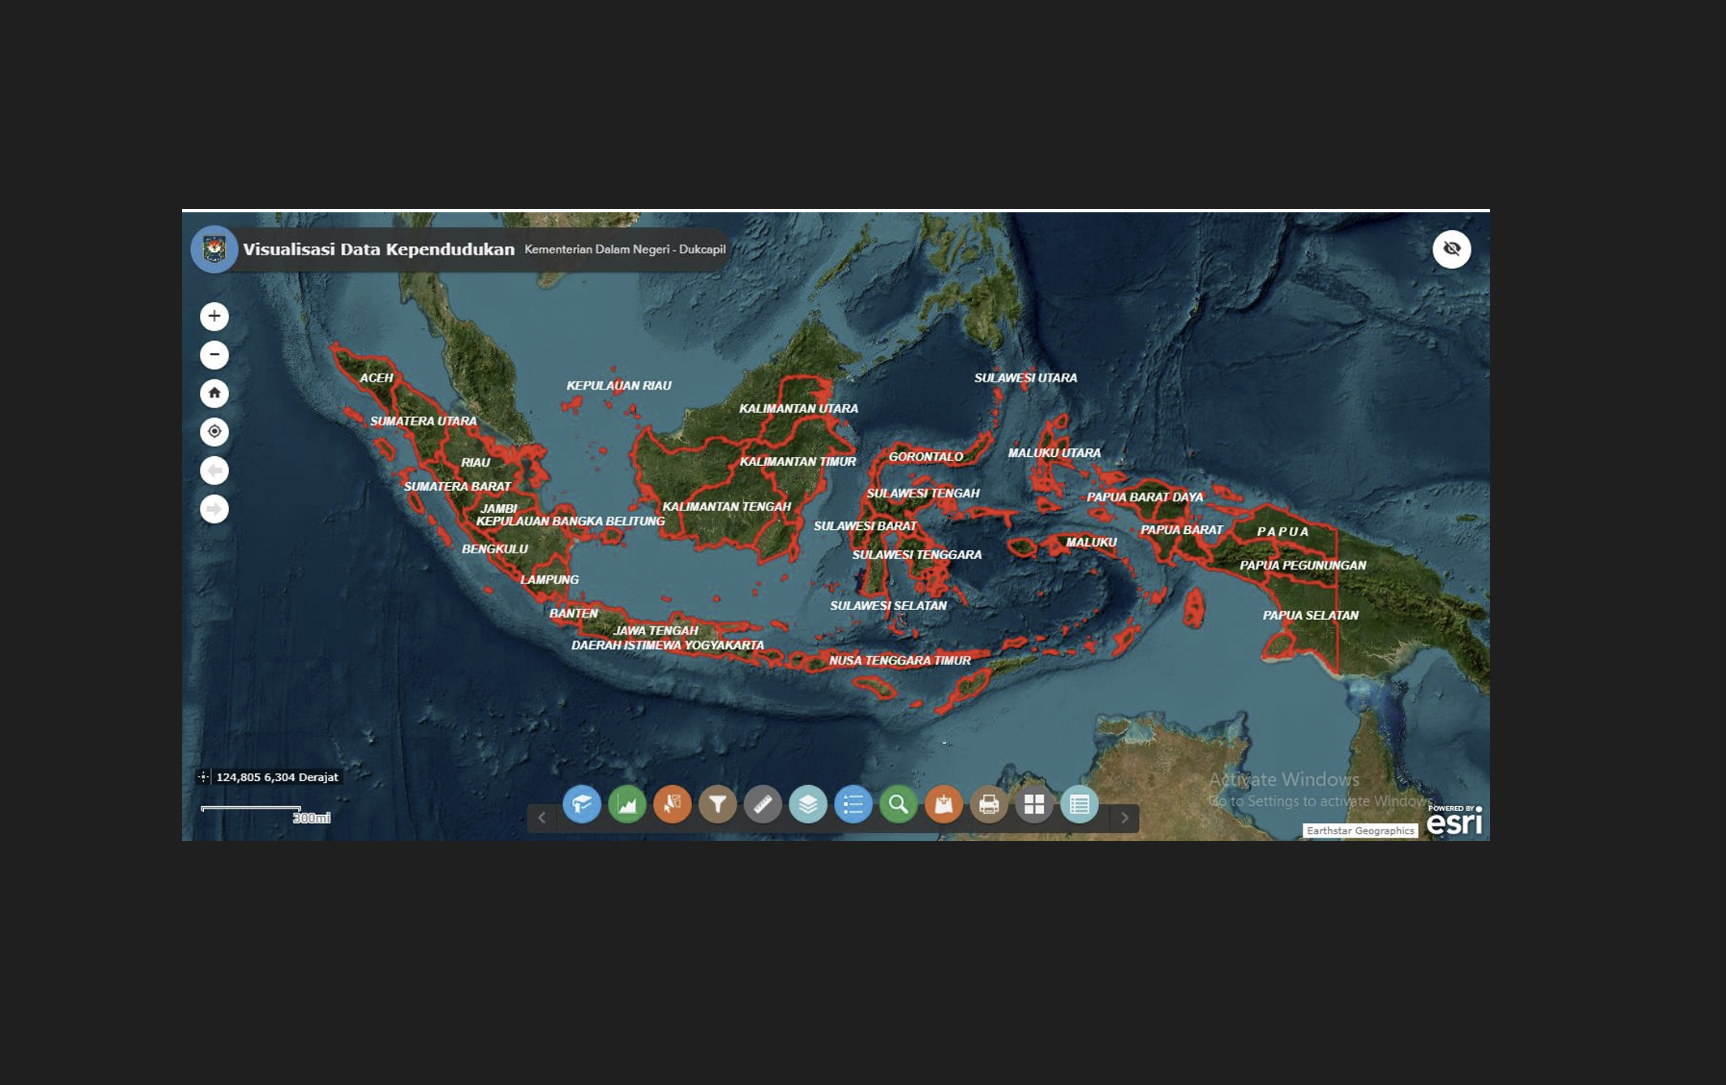 Visualisasi Data Kependudukan Kementerian Dalam Negeri - Dukcapil
ACEH
SULAWESI UTARA
KEPULAUAN RIAU
KALIMANTAN UTARA
SUMATERA UTARA
MALUKU UTARA
GORONTALO
RIAU
KALIMANTAN TIMUR
SUMATERA BARAT
SULAWESI TENGAH
PAPUA BARAT DAYA
JAMBI
KALIMANTAN TENGAH
KEPULAUAN BANGKA BELITUNG
SULAWESI BARAT
PAPUA BARAT
P A P U A
MALUKU
BENGKULU
SULAWESI TENGGARA
PAPUA PEGUNUNGAN
LAMPUNG
SULAWESI SELATAN
BANTEN
PAPUA SELATAN
JAWA TENGAH
DAERAH ISTIMEWA YOGYAKARTA
NUSA TENGGARA TIMUR
124,805 6,304 Derajat
300mi
Activate Windows
Go to Settings to activate Windows.
POWERED BY
esri
Earthstar Geographics